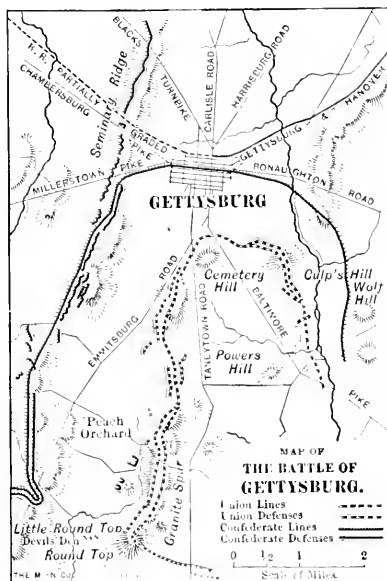 BLACKS
TURNPIKE
CARLISLE ROAD
HARRISBURG ROAD
R.R. PARTIALLY
GRADED
CHAMBERSBURG
PIKE
Seminary Ridge
GETTYSBURG & HANOVER
MILLERSTOWN PIKE
BONAUGHTON
ROAD
GETTYSBURG
EMMITSBURG ROAD
Cemetery
Hill
Culp's Hill
Wolf
Hill
TANEYTOWN ROAD
BALTIMORE
PIKE
Powers
Hill
Peach
Orchard
Granite Spur
Little Round Top
Devils Den
Round Top
MAP OF
THE BATTLE OF
GETTYSBURG.
Union Lines
Union Defenses
Confederate Lines
Confederate Defenses
0 1/2 1 2
Scale of Miles.